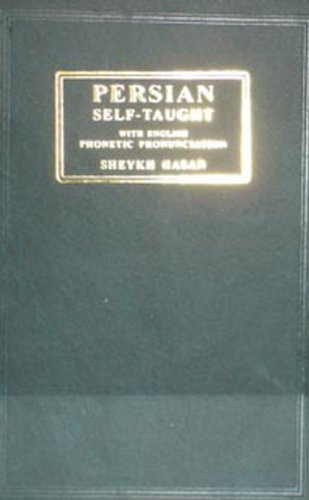 PERSIAN
SELF-TAUGHT
WITH ENGLISH
PHONETIC PRONUNCIATION
SHEYKH HASAN